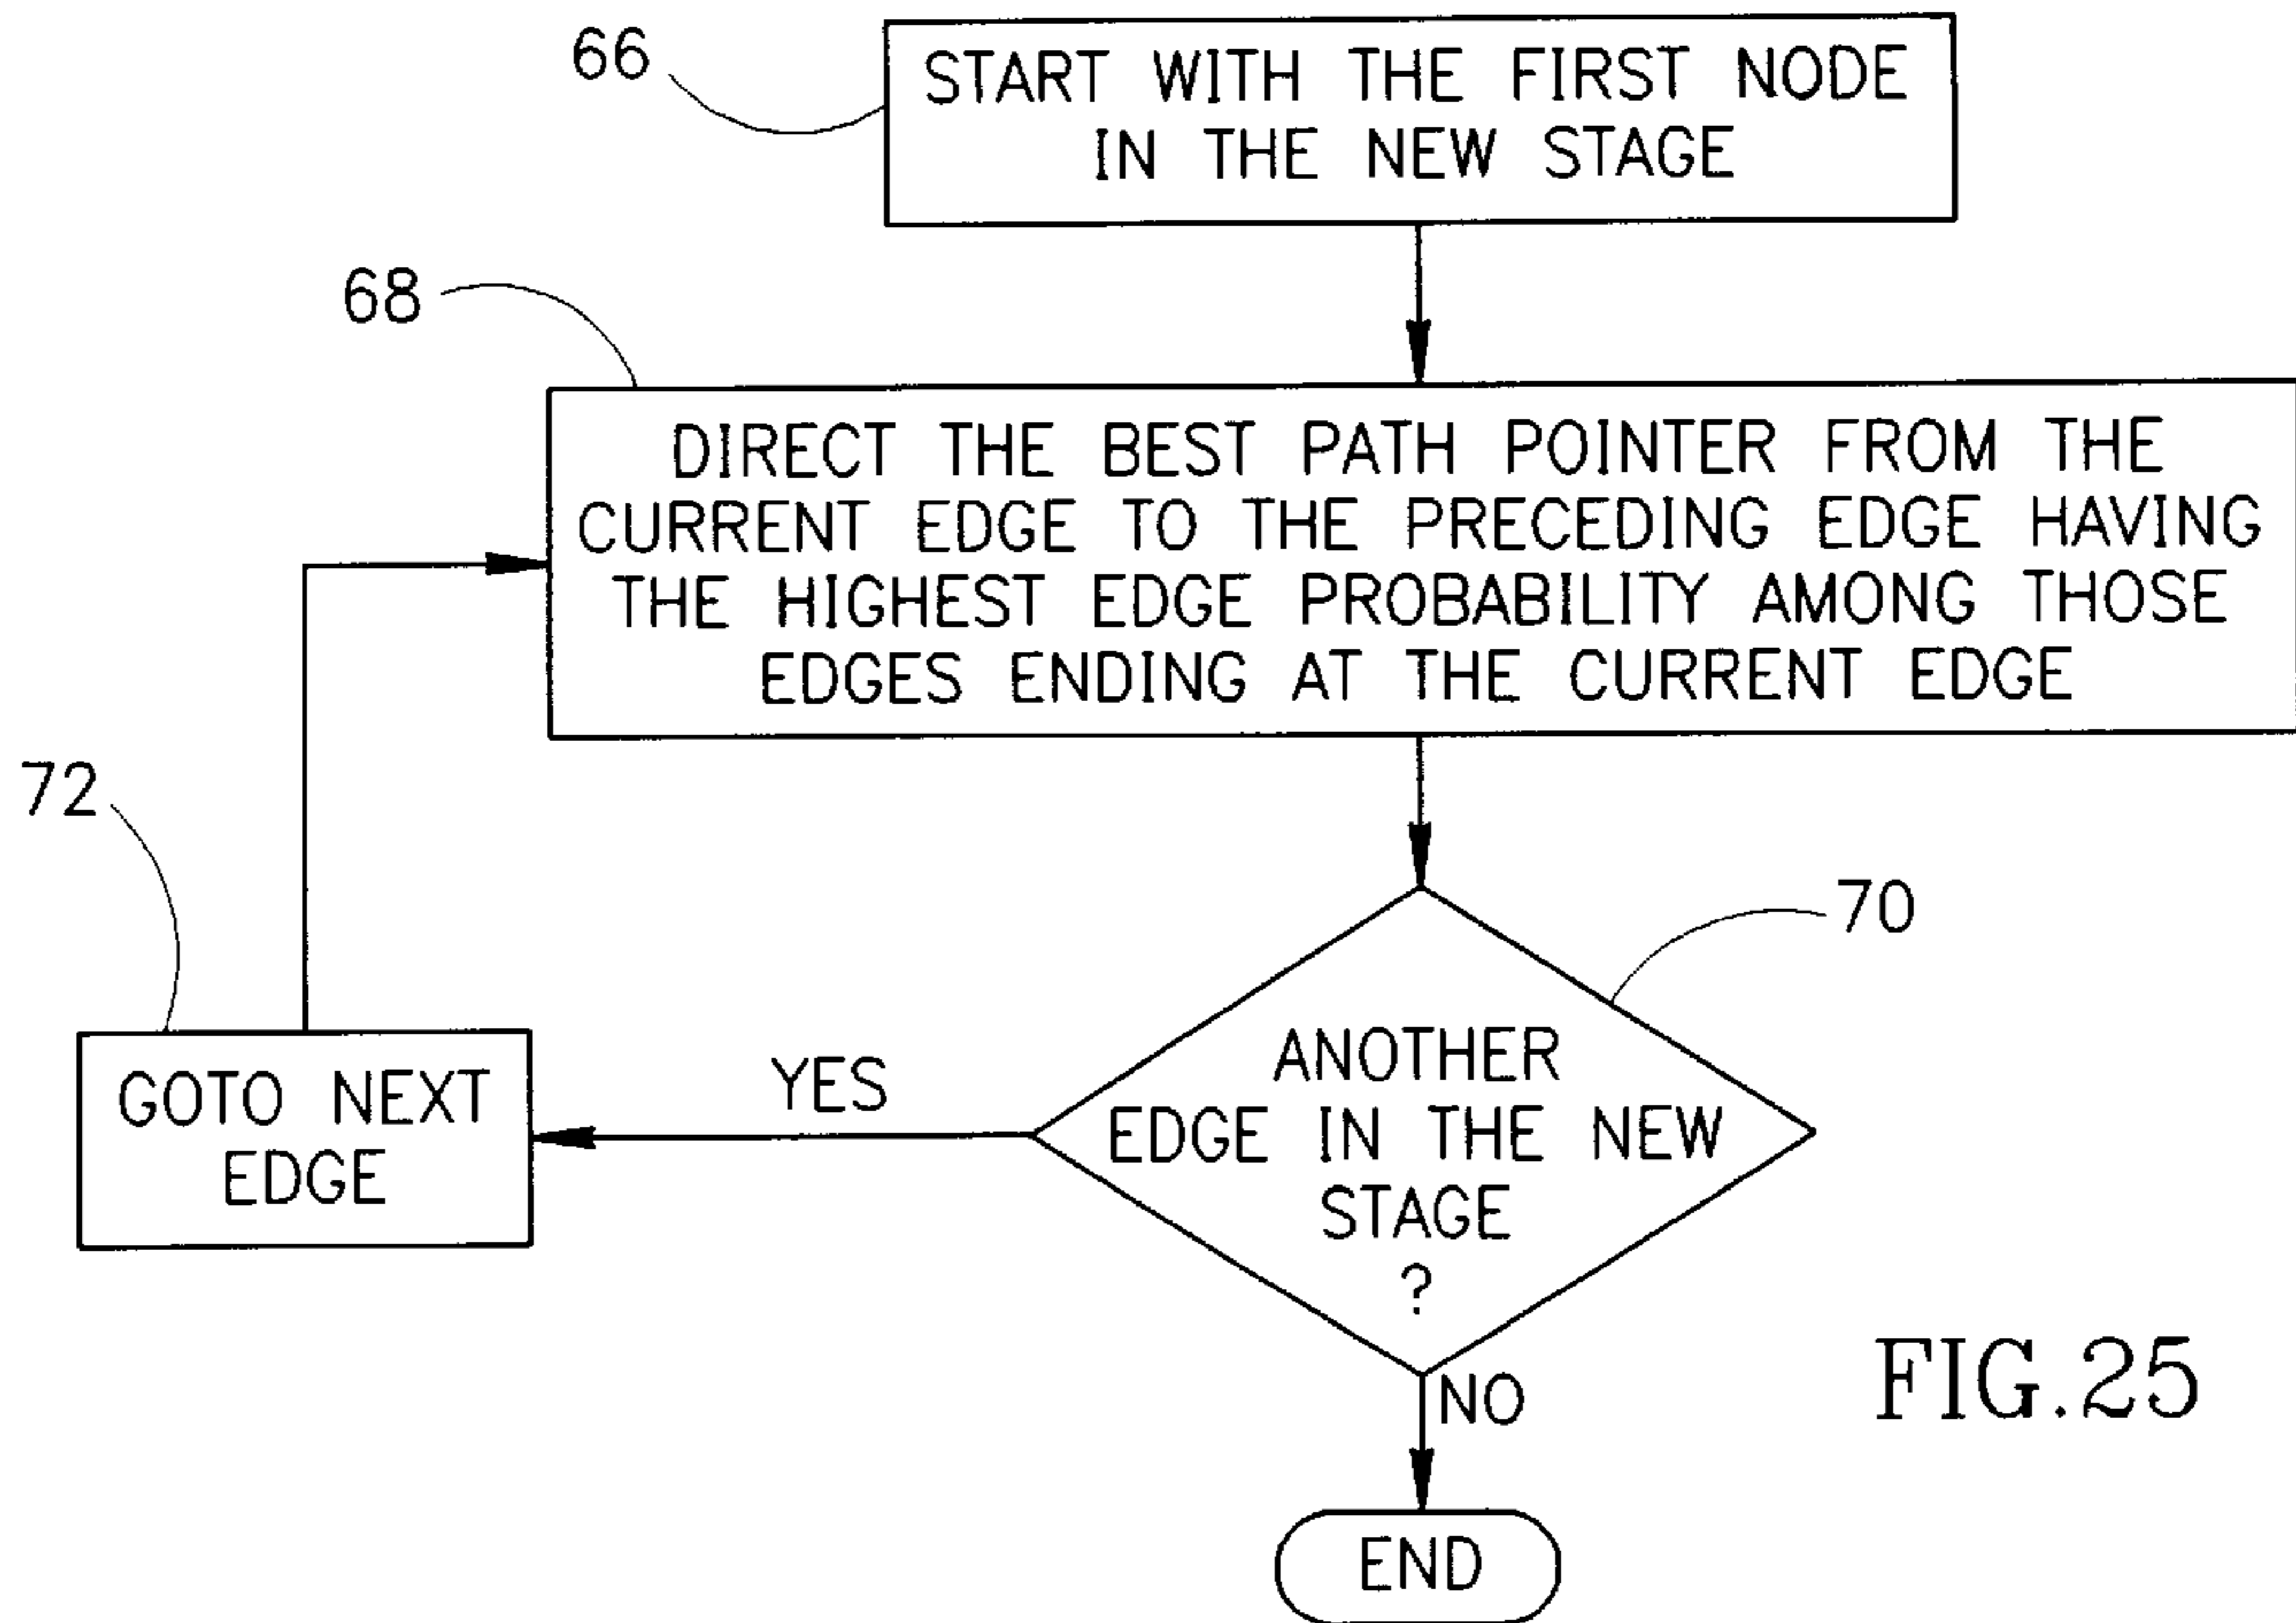 66
START WITH THE FIRST NODE
IN THE NEW STAGE
68
DIRECT THE BEST PATH POINTER FROM THE
CURRENT EDGE TO THE PRECEDING EDGE HAVING
THE HIGHEST EDGE PROBABILITY AMONG THOSE
EDGES ENDING AT THE CURRENT EDGE
72
70
GOTO NEXT
EDGE
YES
ANOTHER
EDGE IN THE NEW
STAGE
?
NO
END
FIG.25